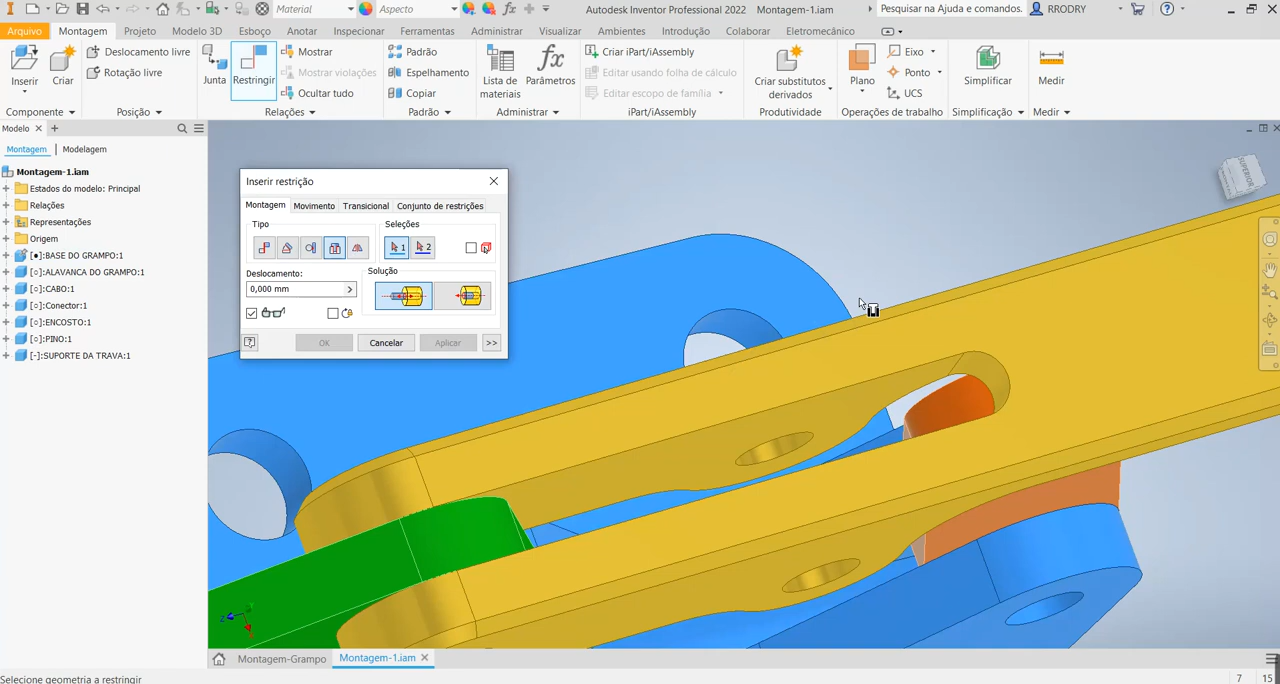 Material
Aspecto
fx
Autodesk Inventor Professional 2022 Montagem-1.iam
Pesquisar na Ajuda e comandos.
RRODRY
Arquivo Montagem Projeto Modelo 3D Esboço Anotar Inspecionar Ferramentas Administrar Visualizar Ambientes Introdução Colaborar Eletromecânico
Inserir
Criar
Deslocamento livre
Rotação livre
Junta
Restringir
Mostrar
Mostrar violações
Ocultar tudo
Padrão
Espelhamento
Copiar
Lista de materiais
fx
Parâmetros
Criar iPart/iAssembly
Editar usando folha de cálculo
Editar escopo de família
Criar substitutos derivados
Plano
Eixo
Ponto
UCS
Simplificar
Medir
Componente Posição Relações Padrão Administrar iPart/iAssembly Produtividade Operações de trabalho Simplificação Medir
Modelo
Montagem Modelagem
Montagem-1.iam
Estados do modelo: Principal
Relações
Representações
Origem
[●]:BASE DO GRAMPO:1
[○]:ALAVANCA DO GRAMPO:1
[○]:CABO:1
[○]:Conector:1
[○]:ENCOSTO:1
[○]:PINO:1
[-]:SUPORTE DA TRAVA:1
Inserir restrição
Montagem Movimento Transicional Conjunto de restrições
Tipo
Seleções
1 2
Deslocamento:
0,000 mm
Solução
OK Cancelar Aplicar >>
SUPERIOR
Montagem-Grampo Montagem-1.iam
Selecione geometria a restringir
7 15